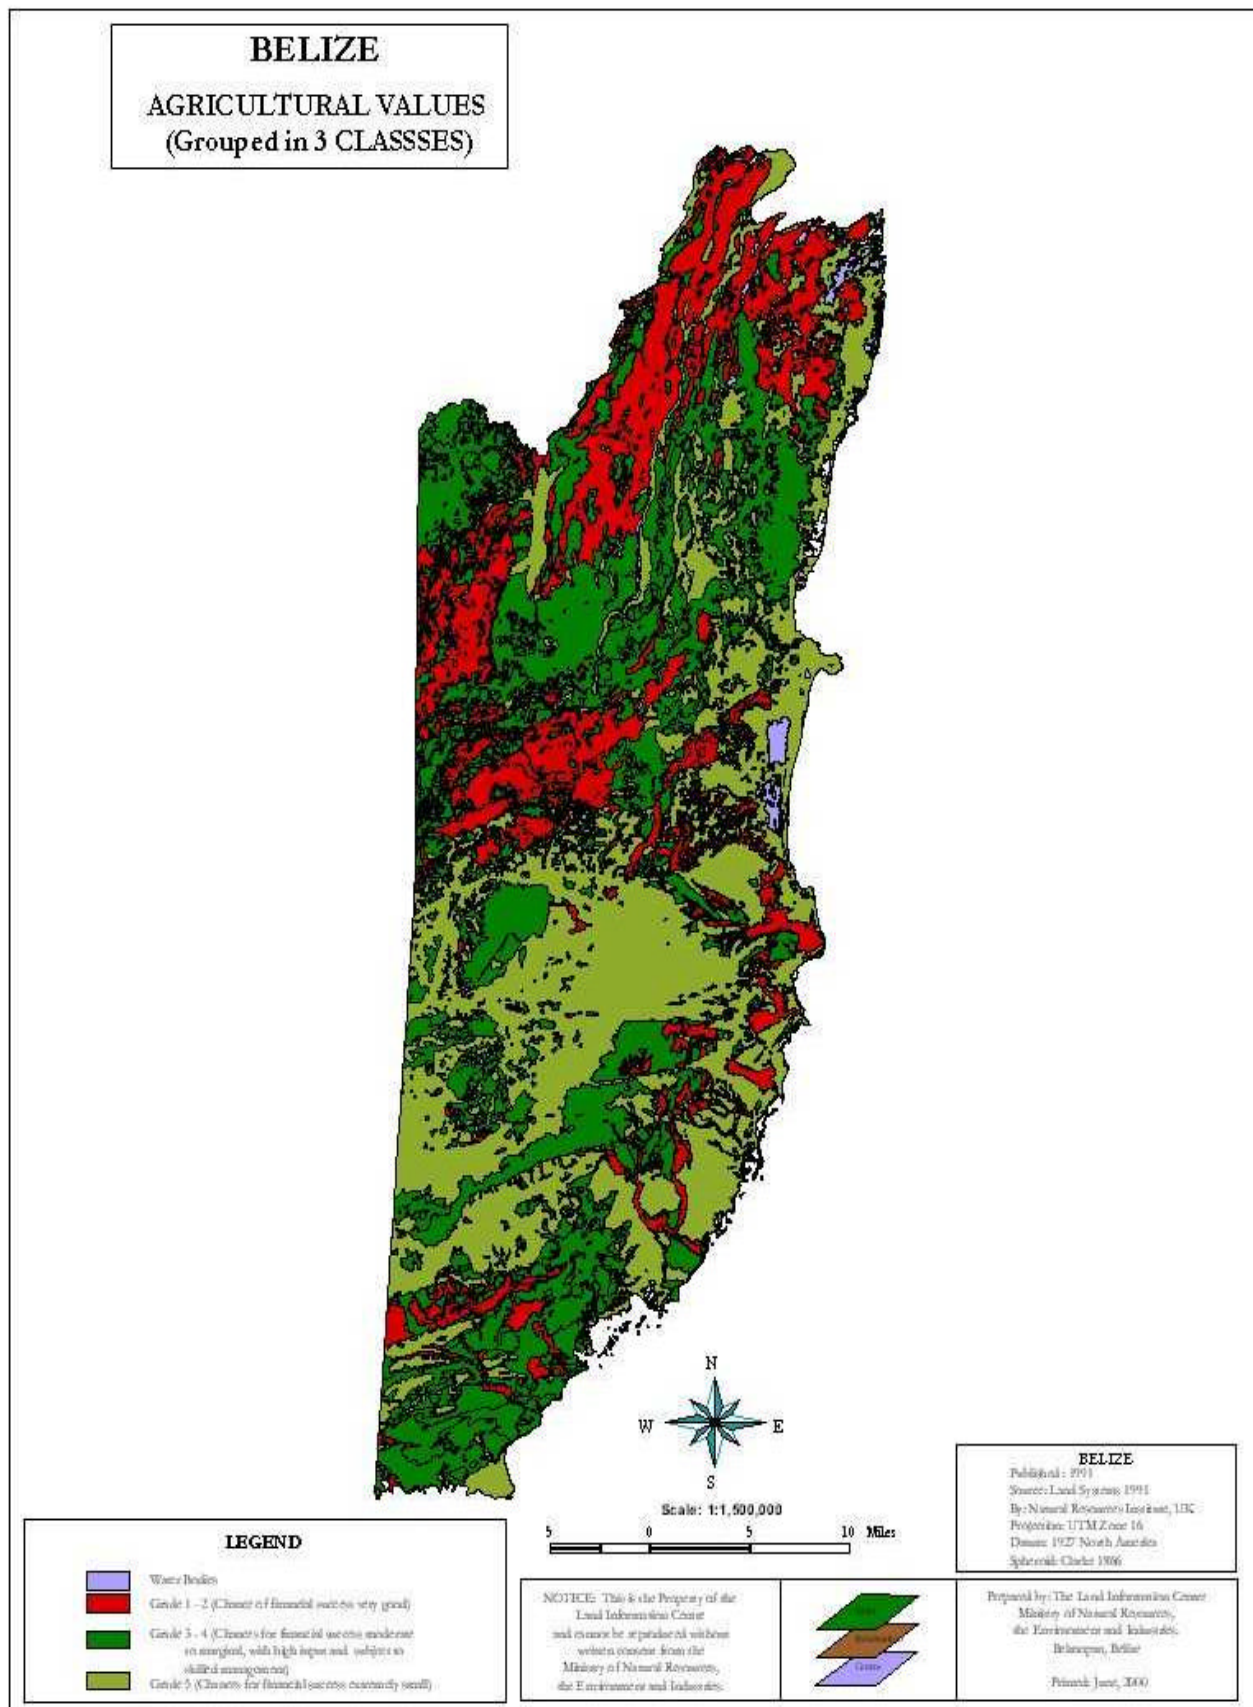 BELIZE
AGRICULTURAL VALUES
(Grouped in 3 CLASSSES)
N
W E
S
Scale: 1:1,500,000
5 0 5 10 Miles
BELIZE
Published: 1991
Source: Land Systems 1991
By: Natural Resources Institute, UK
Projection: UTM Zone 16
Datum: 1927 North America
Spheroid: Clarke 1866
LEGEND
Water Bodies
Grade 1 - 2 (Chance of financial success very good)
Grade 3 - 4 (Chances for financial success moderate
to marginal, with high input and subject to
skilled management)
Grade 5 (Chances for financial success extremely small)
NOTICE: This is the Property of the
Land Information Centre
and cannot be reproduced without
written consent from the
Ministry of Natural Resources,
the Environment and Industries.
Prepared by: The Land Information Center
Ministry of Natural Resources,
the Environment and Industries.
Belmopan, Belize
Printed: June, 2000